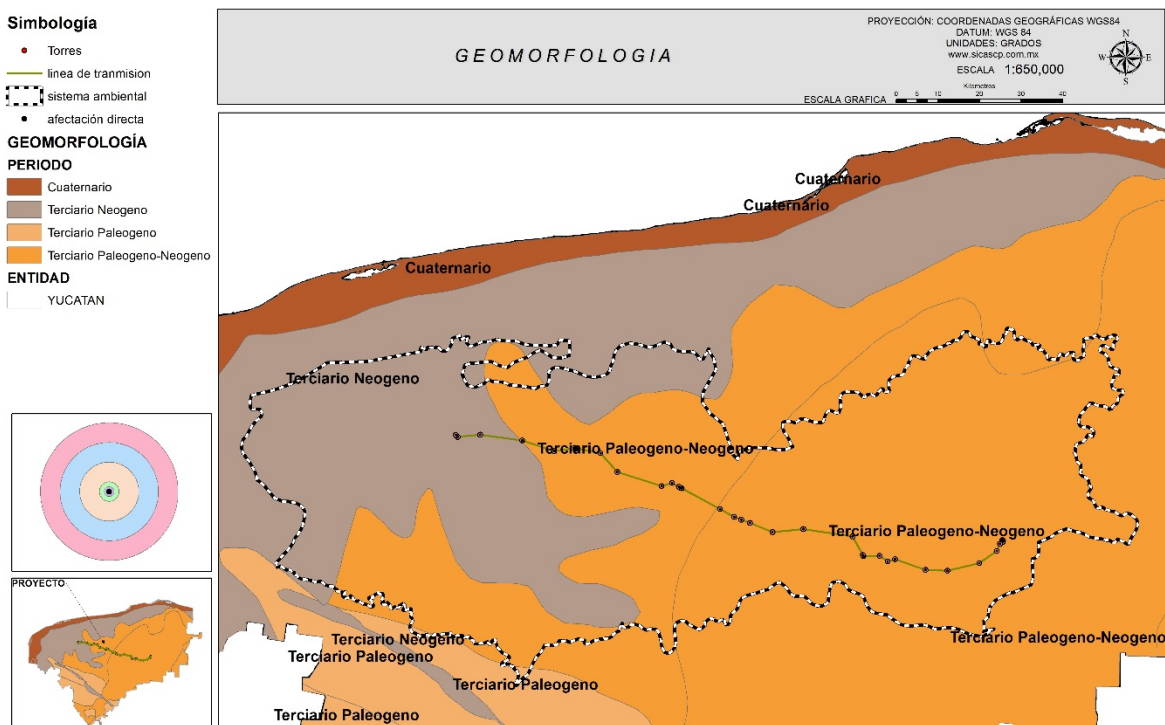 Simbología
Torres
linea de tranmision
sistema ambiental
afectación directa
GEOMORFOLOGÍA
PERIODO
Cuaternario
Terciario Neogeno
Terciario Paleogeno
Terciario Paleogeno-Neogeno
ENTIDAD
YUCATAN
GEOMORFOLOGIA
PROYECCIÓN: COORDENADAS GEOGRÁFICAS WGS84
DATUM: WGS 84
UNIDADES: GRADOS
www.sicascp.com.mx
ESCALA 1:650,000
Kilometros
ESCALA GRAFICA 0 5 10 20 30 40
N
W E
S
Cuaternario
Cuaternario
Cuaternario
Terciario Neogeno
Terciario Paleogeno-Neogeno
Terciario Paleogeno-Neogeno
Terciario Neogeno
Terciario Paleogeno-Neogeno
Terciario Paleogeno
Terciario Paleogeno
Terciario Paleogeno
PROYECTO